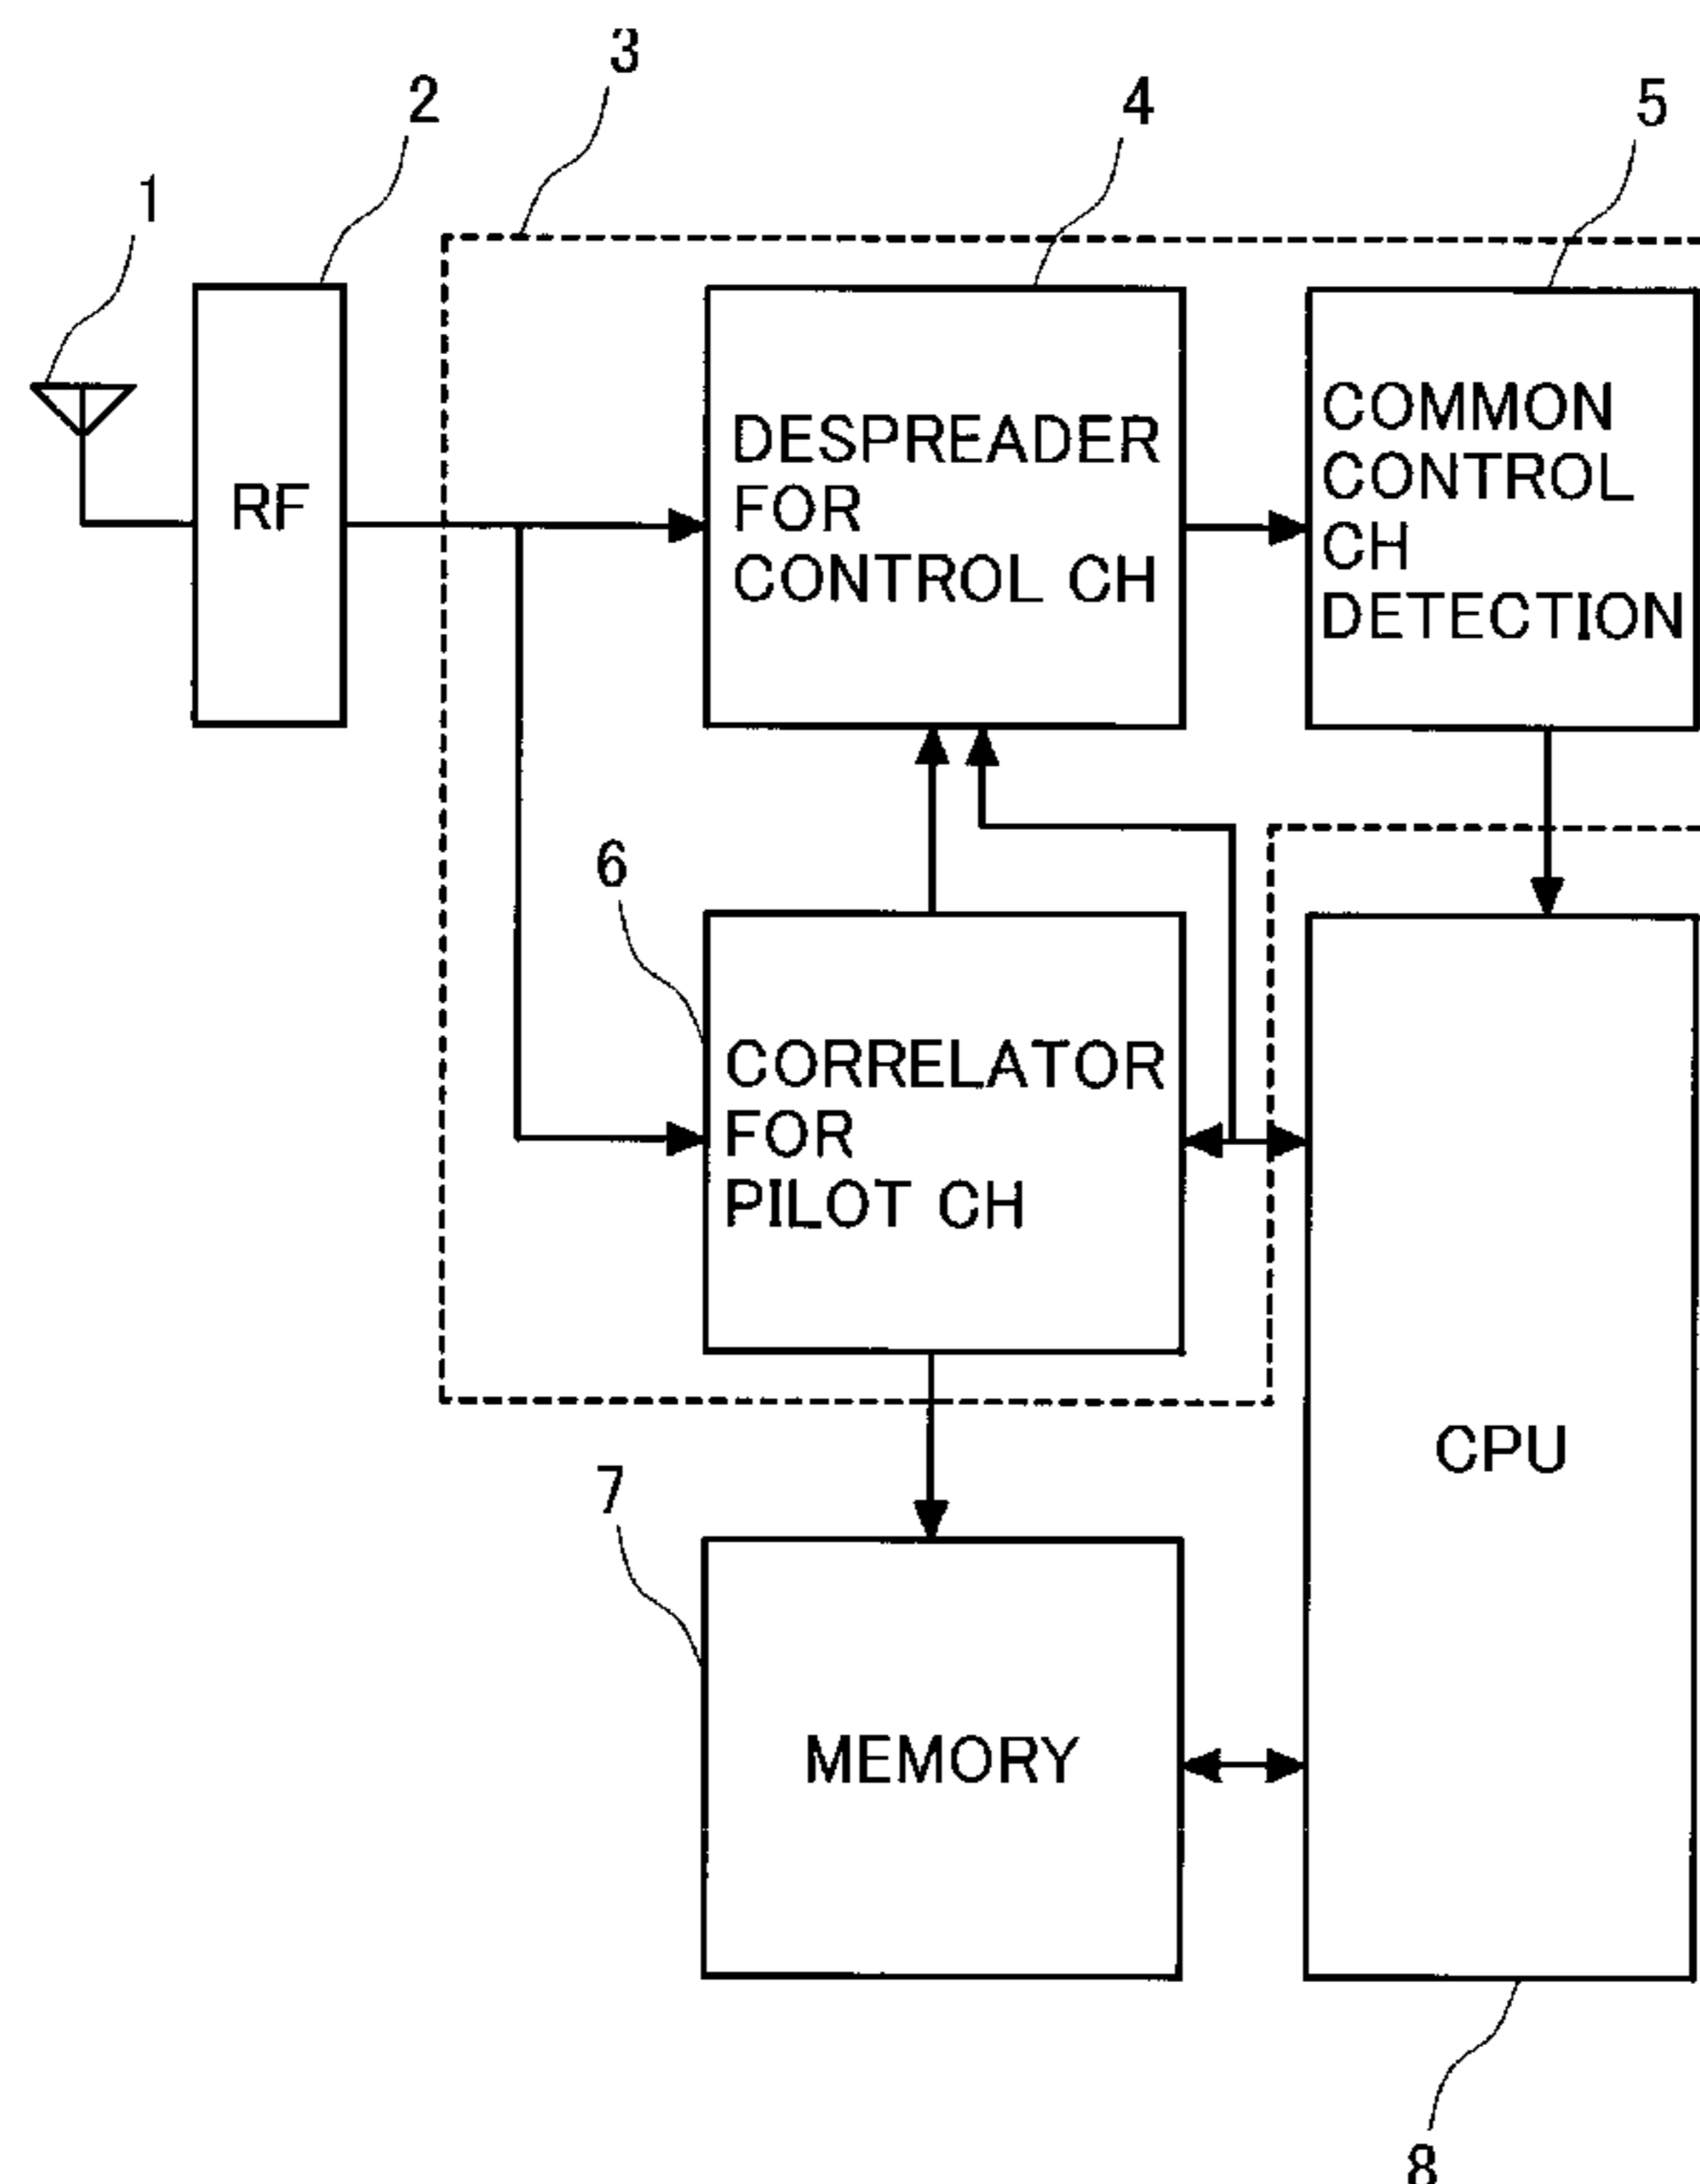 3
2
4
5
1
RF
DESPREADER
FOR
CONTROL CH
COMMON
CONTROL
CH
DETECTION
6
CORRELATOR
FOR
PILOT CH
CPU
7
MEMORY
8